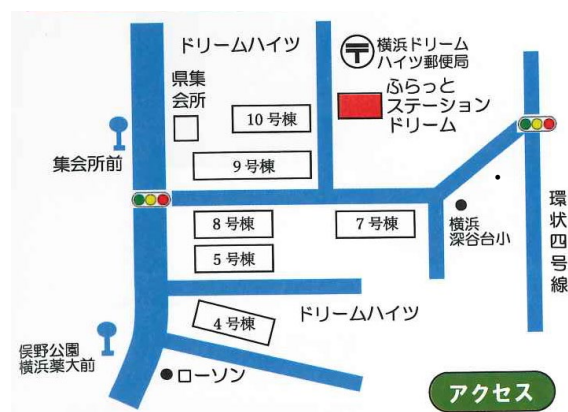 ドリームハイツ
横浜ドリーム
ハイツ郵便局
県集
会所
ふらっと
ステーション
ドリーム
10号棟
集会所前
9号棟
8号棟
7号棟
横浜
深谷台小
環状四号線
5号棟
ドリームハイツ
4号棟
俣野公園
横浜薬大前
ローソン
アクセス